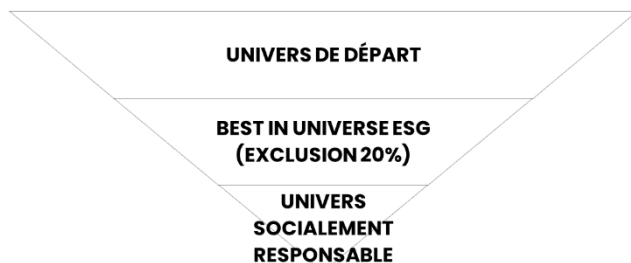 UNIVERS DE DÉPART
BEST IN UNIVERSE ESG
(EXCLUSION 20%)
UNIVERS
SOCIALEMENT
RESPONSABLE